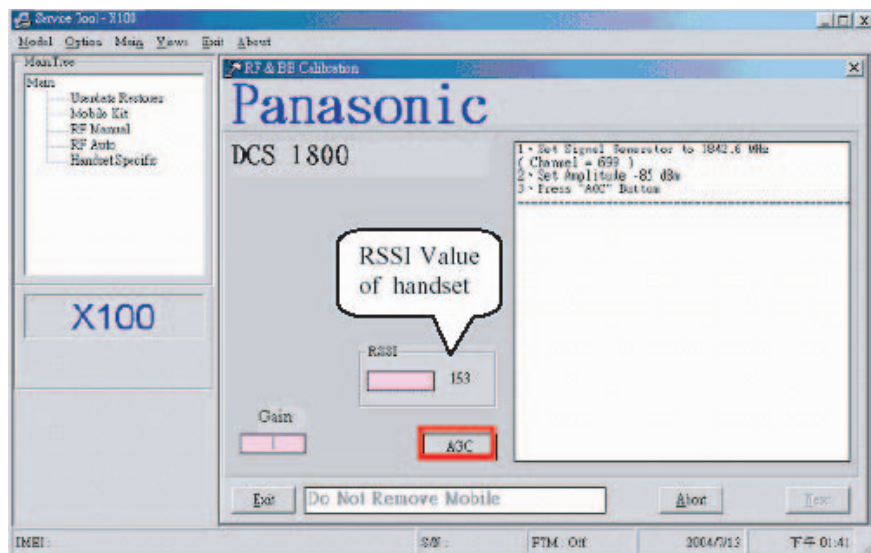 Service Tool - X100
Model Option Main Views Exit About
MainTree
Main
Userdata Restorer
Mobile Kit
RF Manual
RF Auto
Handset Specific
X100
RF & BB Calibration
Panasonic
DCS 1800
1、Set Signal Generator to 1842.6 MHz
( Channel = 699 )
2、Set Amplitude -85 dBm
3、Press "AGC" Button
RSSI Value
of handset
RSSI
153
Gain
AGC
Exit
Do Not Remove Mobile
Abort
Next
IMEI :
S/N :
FTM : Off
2004/7/13
下午 01:41